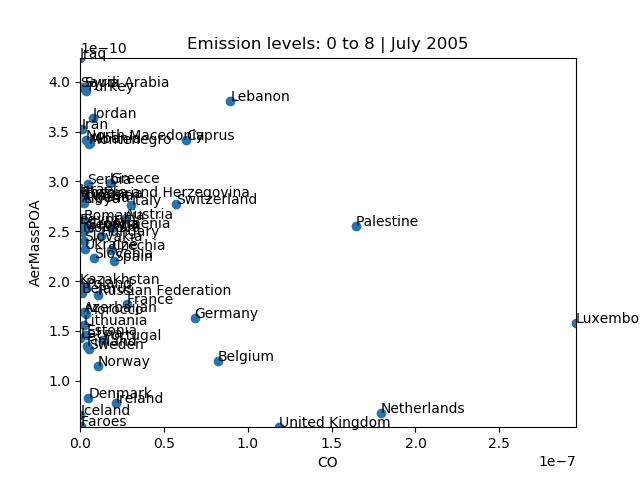 1e−10
Emission levels: 0 to 8 | July 2005
Iraq
4.0
Saudi Arabia
Turkey
Lebanon
Jordan
3.5
Iran
North Macedonia
Cyprus
Montenegro
3.0
Serbia
Greece
Bosnia and Herzegovina
Italy
Switzerland
Austria
Romania
Palestine
2.5
Hungary
Slovakia
Ukraine
Czechia
Slovenia
Spain
2.0
Kazakhstan
Belarus
Russian Federation
France
Azerbaijan
Morocco
Germany
Lithuania
Luxembo
1.5
Estonia
Latvia
Portugal
Finland
Sweden
Belgium
Norway
1.0
Denmark
Ireland
Iceland
Netherlands
Faroes
United Kingdom
AerMassPOA
0.0
0.5
1.0
1.5
2.0
2.5
CO
1e−7